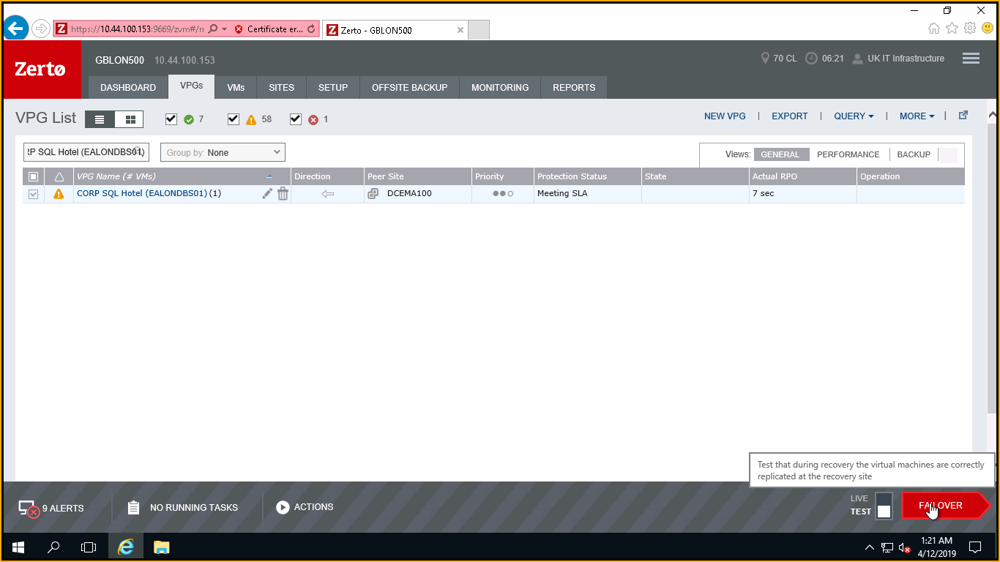 https://10.44.100.153:9669/zvm#/m
Certificate er...
Zerto - GBLON500
Zerto
GBLON500 10.44.100.153
70 CL 06:21 UK IT Infrastructure
DASHBOARD VPGs VMs SITES SETUP OFFSITE BACKUP MONITORING REPORTS
VPG List 7 58 1
NEW VPG | EXPORT | QUERY | MORE |
RP SQL Hotel (EALONDBS01)
Group by: None
Views: GENERAL PERFORMANCE BACKUP
VPG Name (# VMs) Direction Peer Site Priority Protection Status State Actual RPO Operation
CORP SQL Hotel (EALONDBS01) (1) DCEMA100 Meeting SLA 7 sec
Test that during recovery the virtual machines are correctly
replicated at the recovery site
9 ALERTS NO RUNNING TASKS ACTIONS
LIVE
TEST
FAILOVER
1:21 AM
4/12/2019